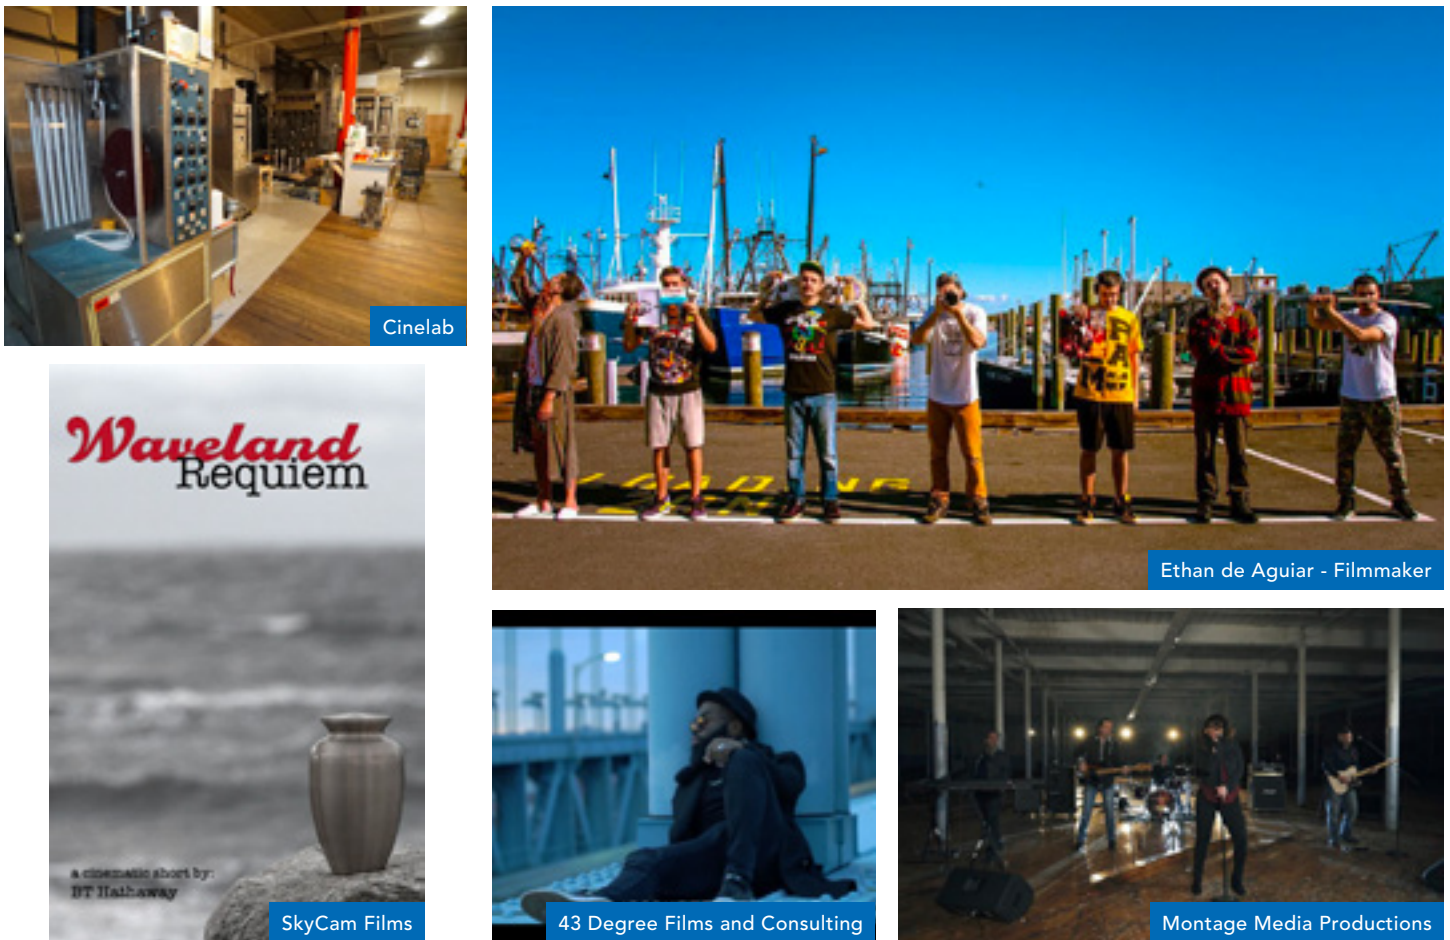 Cinelab
Waveland
Requiem
a cinematic short by:
BT Hathaway
SkyCam Films
LOADING
Ethan de Aguiar - Filmmaker
43 Degree Films and Consulting
Montage Media Productions